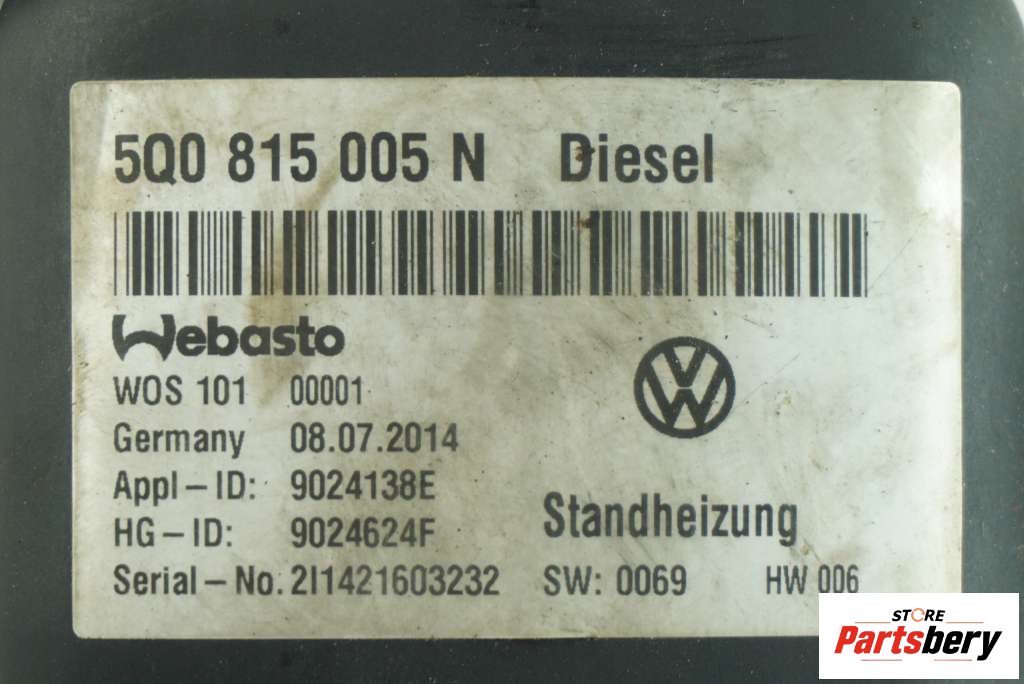 5Q0 815 005 N Diesel
Webasto
WOS 101 00001
Germany 08.07.2014
Appl-ID: 9024138E
HG-ID: 9024624F
Standheizung
Serial-No. 2I1421603232 SW: 0069 HW 006
STORE
Partsbery